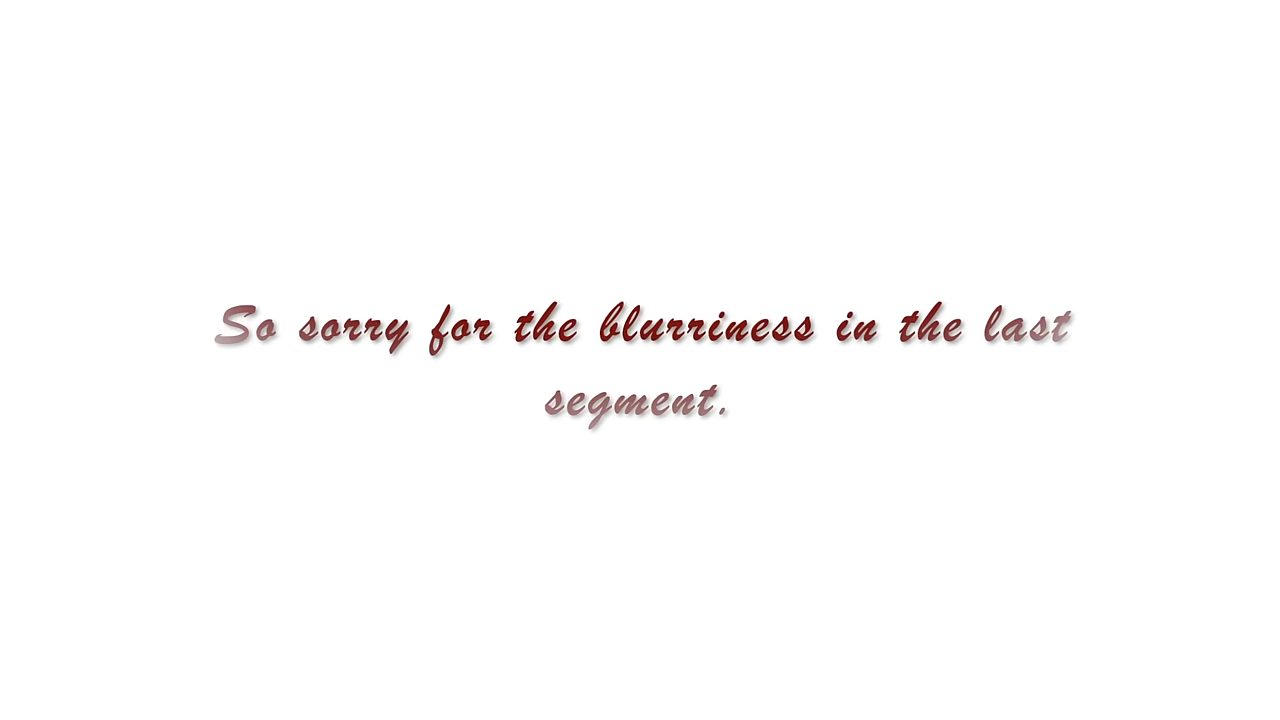 So sorry for the blurriness in the last
segment.